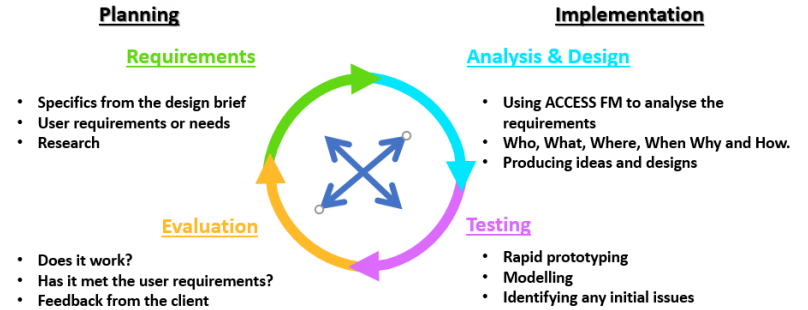 Planning
Implementation
Requirements
Analysis & Design
• Specifics from the design brief
• User requirements or needs
• Research
• Using ACCESS FM to analyse the
requirements
• Who, What, Where, When Why and How.
• Producing ideas and designs
Evaluation
Testing
• Does it work?
• Has it met the user requirements?
• Feedback from the client
• Rapid prototyping
• Modelling
• Identifying any initial issues